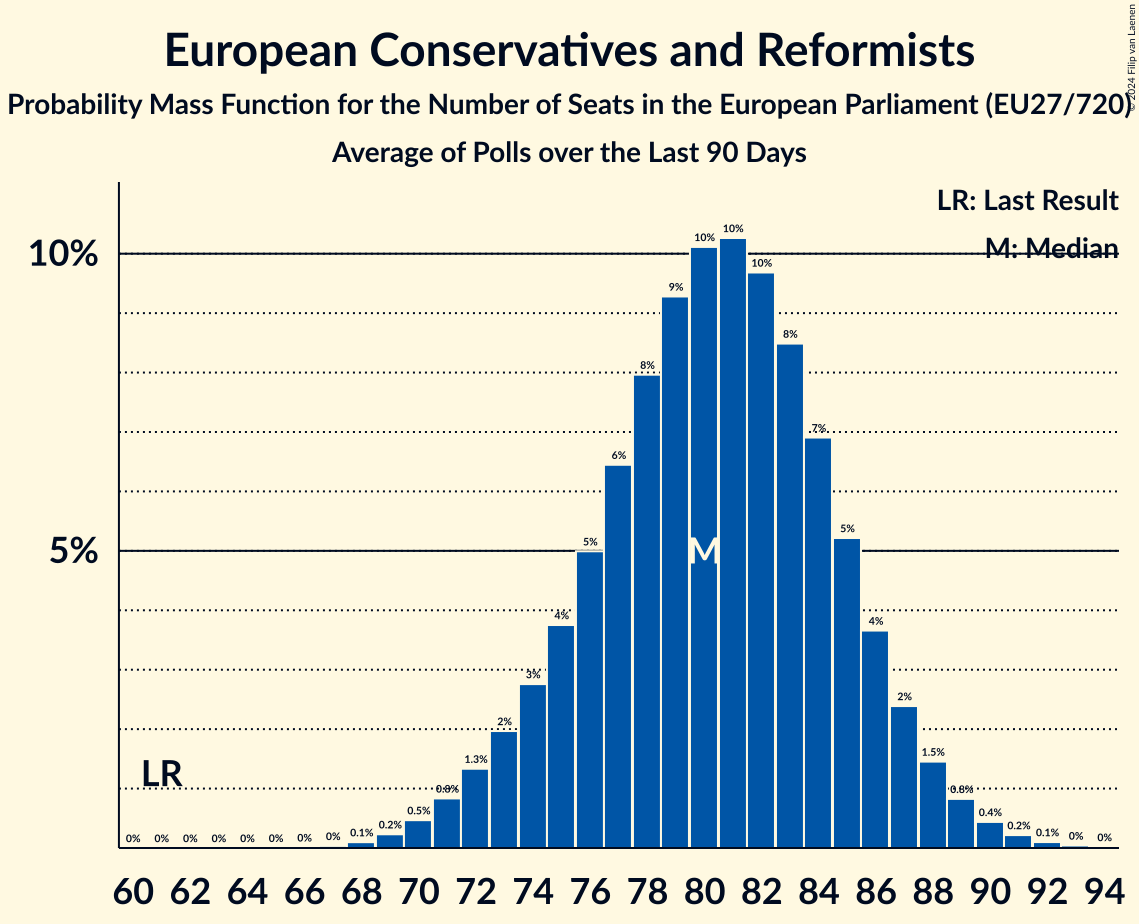 European Conservatives and Reformists
Probability Mass Function for the Number of Seats in the European Parliament (EU27/720)
Average of Polls over the Last 90 Days
© 2024 Filip van Laenen
LR: Last Result
M: Median
10%
5%
LR
M
0% 0% 0% 0% 0% 0% 0% 0% 0.1% 0.2% 0.5% 0.8% 1.3% 2% 3% 4% 5% 6% 8% 9% 10% 10% 10% 8% 7% 5% 4% 2% 1.5% 0.8% 0.4% 0.2% 0.1% 0% 0%
60 62 64 66 68 70 72 74 76 78 80 82 84 86 88 90 92 94